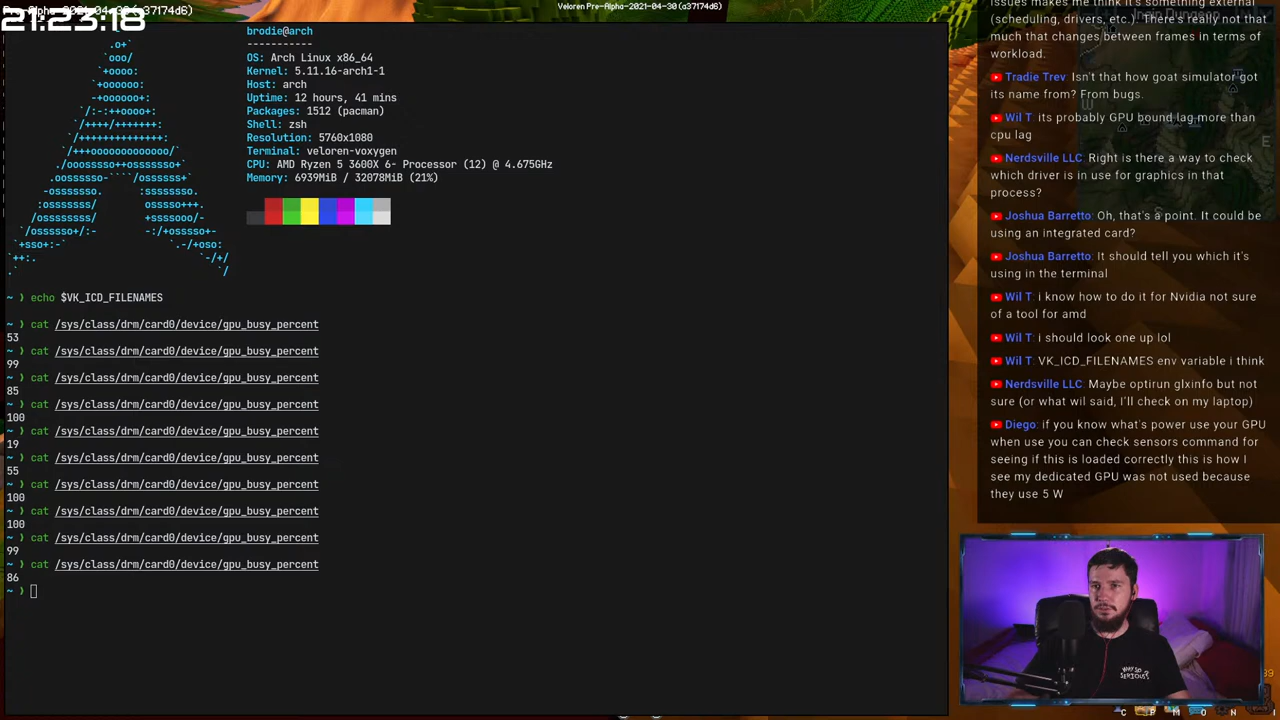 Pre-Alpha-2021-04-30 (a37174d6)
Veloren Pre-Alpha-2021-04-30 (a37174d6)
21:23:18
brodie@arch
-----------
OS: Arch Linux x86_64
Kernel: 5.11.16-arch1-1
Host: arch
Uptime: 12 hours, 41 mins
Packages: 1512 (pacman)
Shell: zsh
Resolution: 5760x1080
Terminal: veloren-voxygen
CPU: AMD Ryzen 5 3600X 6- Processor (12) @ 4.675GHz
Memory: 6939MiB / 32078MiB (21%)
~ ❯ echo $VK_ICD_FILENAMES
~ ❯ cat /sys/class/drm/card0/device/gpu_busy_percent
53
~ ❯ cat /sys/class/drm/card0/device/gpu_busy_percent
99
~ ❯ cat /sys/class/drm/card0/device/gpu_busy_percent
85
~ ❯ cat /sys/class/drm/card0/device/gpu_busy_percent
100
~ ❯ cat /sys/class/drm/card0/device/gpu_busy_percent
19
~ ❯ cat /sys/class/drm/card0/device/gpu_busy_percent
55
~ ❯ cat /sys/class/drm/card0/device/gpu_busy_percent
100
~ ❯ cat /sys/class/drm/card0/device/gpu_busy_percent
100
~ ❯ cat /sys/class/drm/card0/device/gpu_busy_percent
99
~ ❯ cat /sys/class/drm/card0/device/gpu_busy_percent
86
~ ❯
issues makes me think it's something external
(scheduling, drivers, etc.). There's really not that
much that changes between frames in terms of
workload.
Tradie Trev: Isn't that how goat simulator got
its name from? From bugs.
Wil T: its probably GPU bound lag more than
cpu lag
Nerdsville LLC: Right is there a way to check
which driver is in use for graphics in that
process?
Joshua Barretto: Oh, that's a point. It could be
using an integrated card?
Joshua Barretto: It should tell you which it's
using in the terminal
Wil T: i know how to do it for Nvidia not sure
of a tool for amd
Wil T: i should look one up lol
Wil T: VK_ICD_FILENAMES env variable i think
Nerdsville LLC: Maybe optirun glxinfo but not
sure (or what wil said, I'll check on my laptop)
Diego: if you know what's power use your GPU
when use you can check sensors command for
seeing if this is loaded correctly this is how I
see my dedicated GPU was not used because
they use 5 W
WHY SO
SERIOUS?
C B M O N